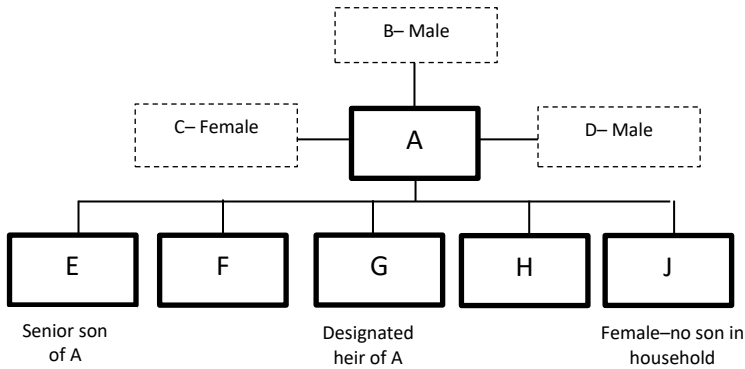 B– Male
C– Female
A
D– Male
E
F
G
H
J
Senior son
of A
Designated
heir of A
Female–no son in
household